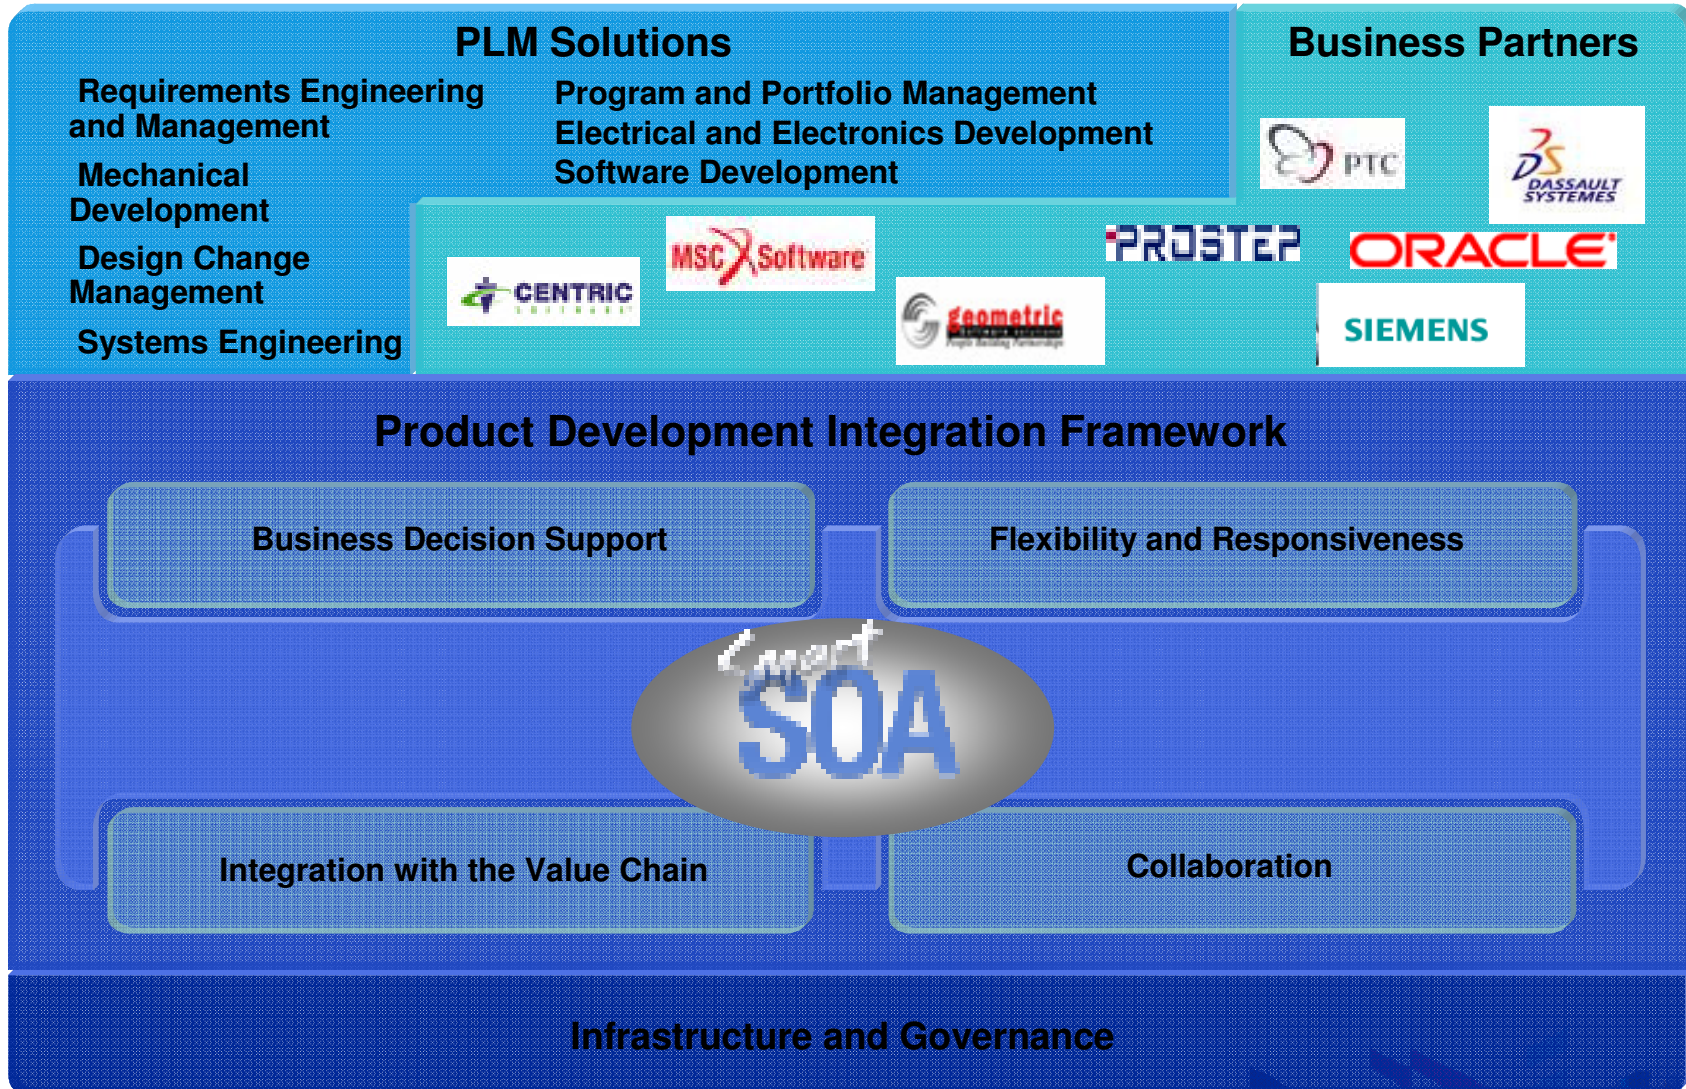 PLM Solutions
Requirements Engineering
and Management
Mechanical
Development
Design Change
Management
Systems Engineering
Program and Portfolio Management
Electrical and Electronics Development
Software Development
Business Partners
PTC
DASSAULT
SYSTEMES
MSC Software
PROSTEP
ORACLE
CENTRIC
SOFTWARE
geometric
SIEMENS
Product Development Integration Framework
Business Decision Support
Flexibility and Responsiveness
Smart
SOA
Integration with the Value Chain
Collaboration
Infrastructure and Governance